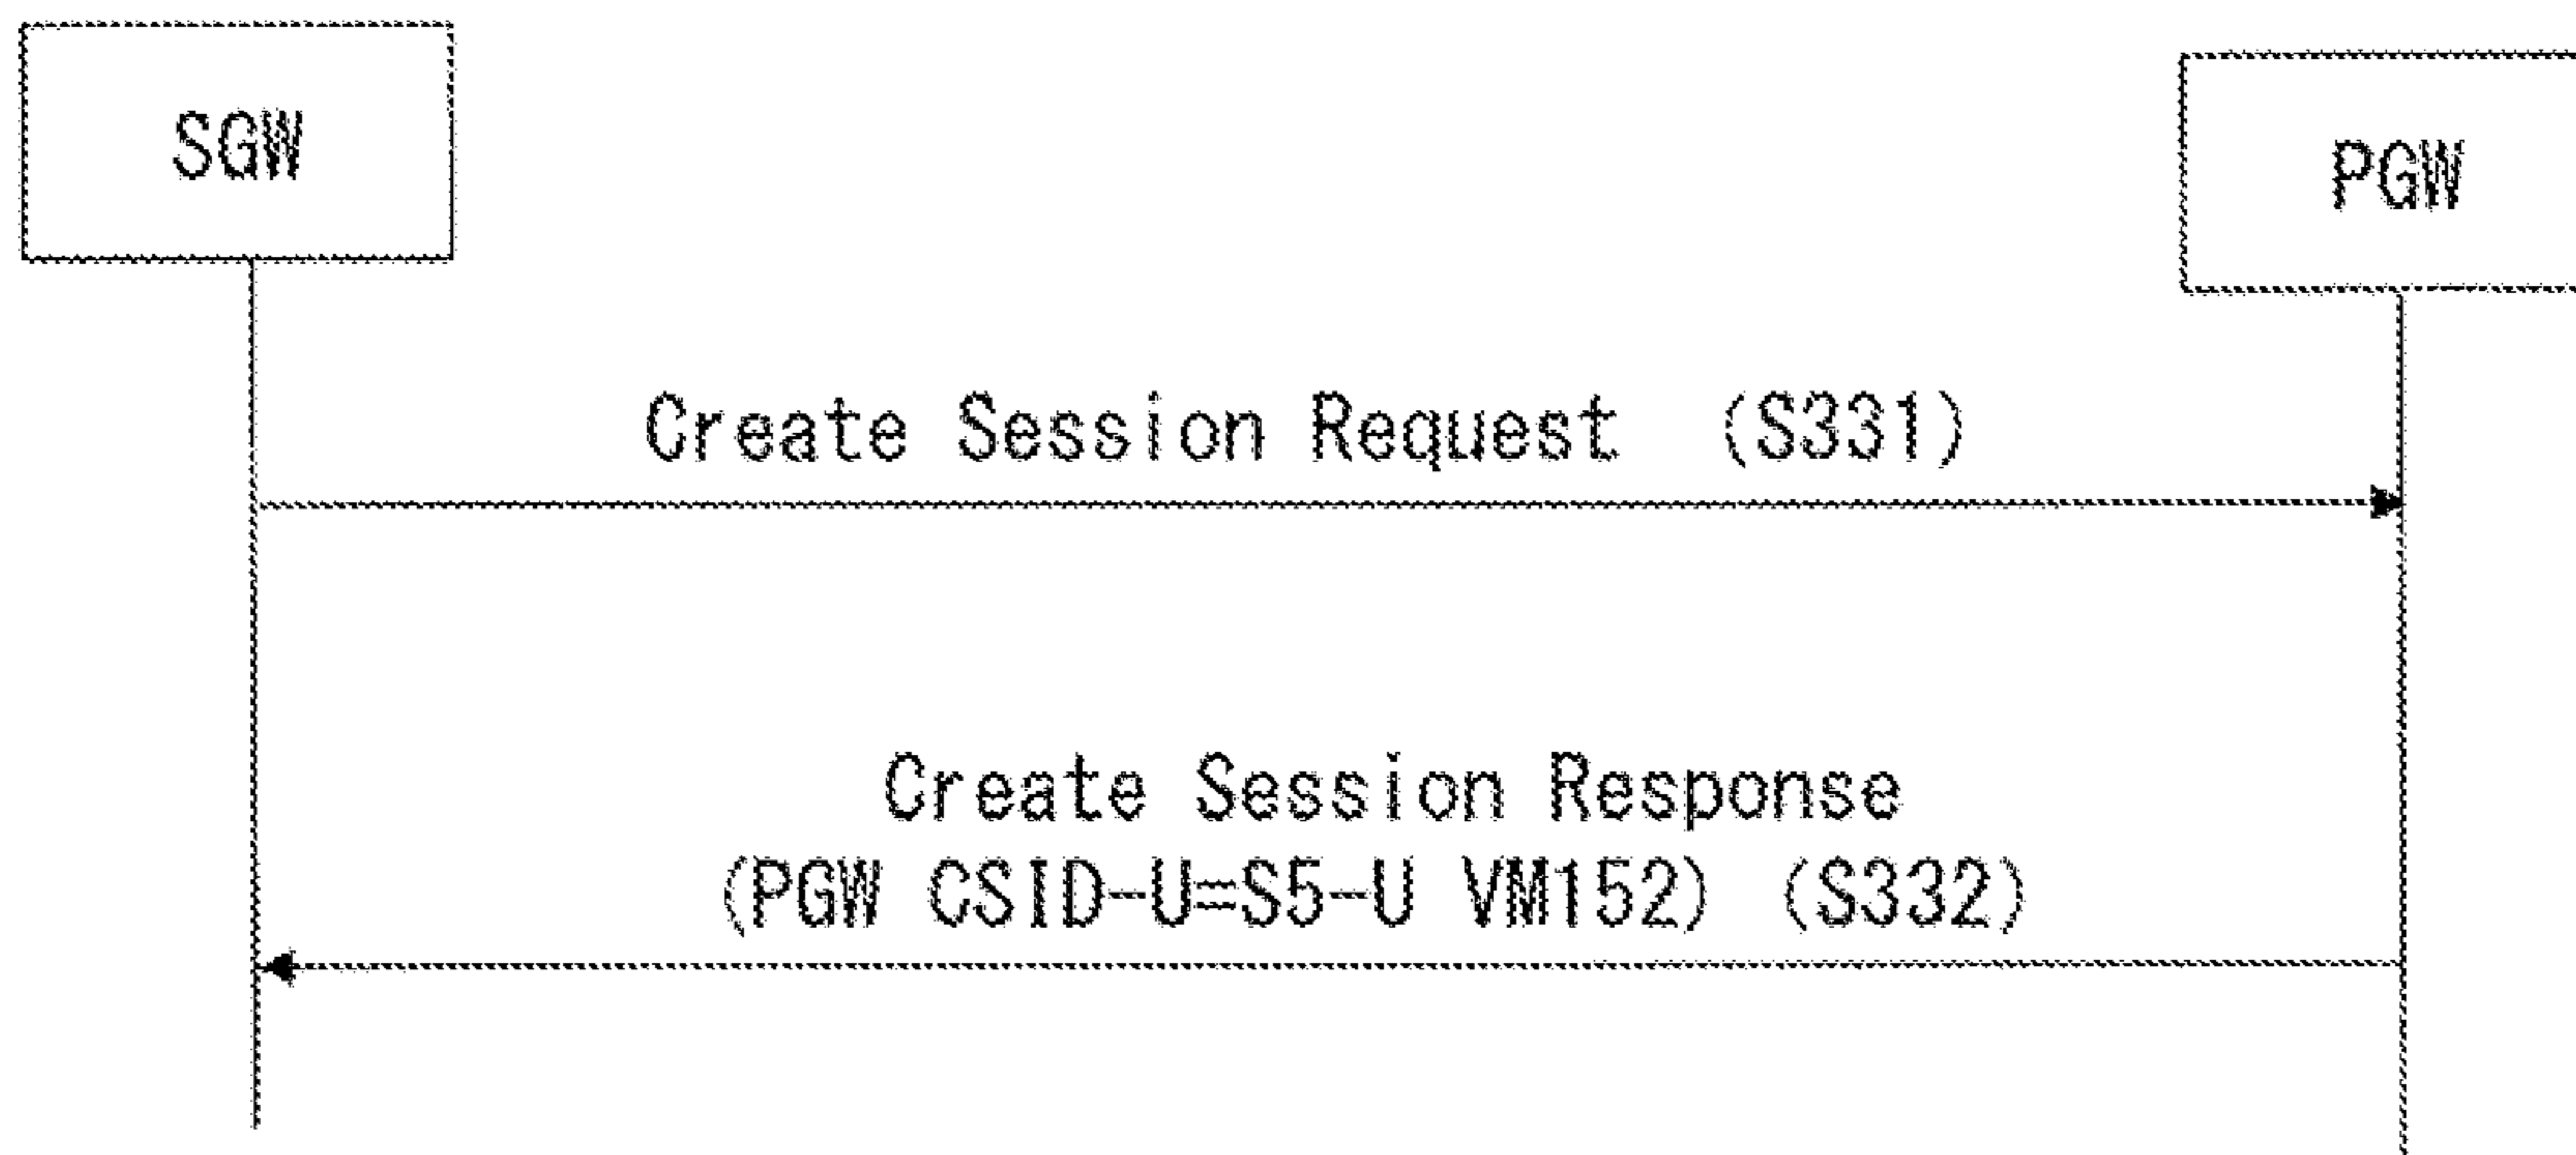 SGW
PGW
Create Session Request (S331)
Create Session Response
(PGW CSID-U=S5-U VM152) (S332)